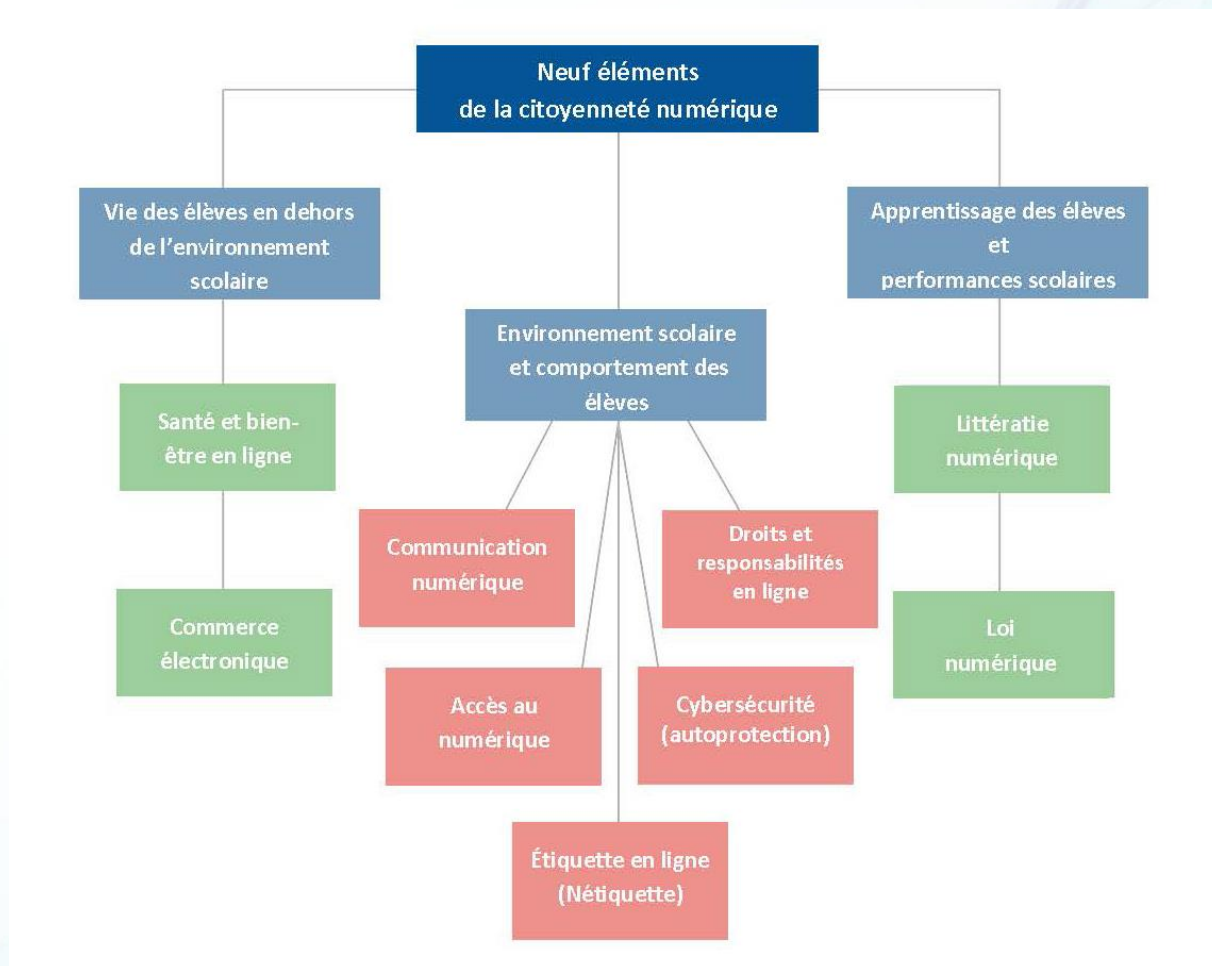 Neuf éléments
de la citoyenneté numérique
Vie des élèves en dehors
de l'environnement
scolaire
Apprentissage des élèves
et
performances scolaires
Environnement scolaire
et comportement des
élèves
Santé et bien-
être en ligne
Littératie
numérique
Communication
numérique
Droits et
responsabilités
en ligne
Commerce
électronique
Loi
numérique
Accès au
numérique
Cybersécurité
(autoprotection)
Étiquette en ligne
(Nétiquette)